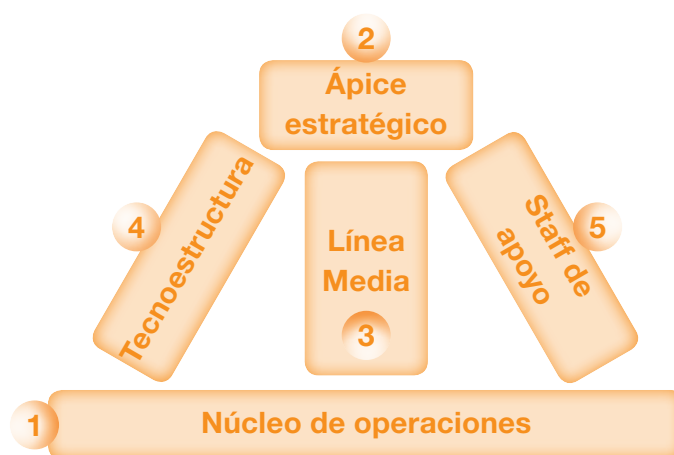 2
Ápice
estratégico
4
Tecnoestructura
Línea
Media
3
Staff de
apoyo
5
1
Núcleo de operaciones